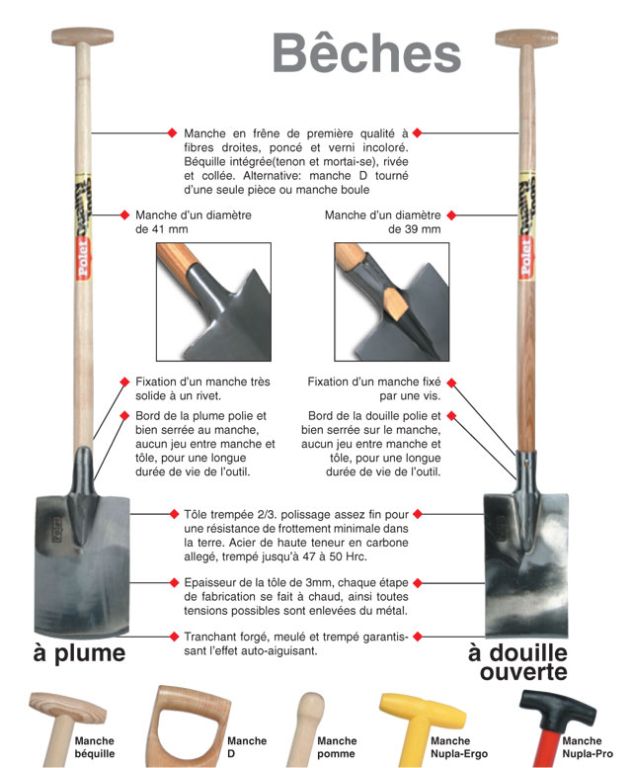 Bêches
Manche en frêne de première qualité à
fibres droites, poncé et verni incoloré.
Béquille intégrée(tenon et mortai-se), rivée
et collée. Alternative: manche D tourné
d'une seule pièce ou manche boule
Manche d'un diamètre
de 41 mm
Manche d'un diamètre
de 39 mm
Quality
Tools
Polet
Quality
Tools
Polet
Fixation d'un manche très
solide à un rivet.
Fixation d'un manche fixé
par une vis.
Bord de la plume polie et
bien serrée au manche,
aucun jeu entre manche et
tôle, pour une longue
durée de vie de l'outil.
Bord de la douille polie et
bien serrée sur le manche,
aucun jeu entre manche et
tôle, pour une longue
durée de vie de l'outil.
Polet
Tôle trempée 2/3. polissage assez fin pour
une résistance de frottement minimale dans
la terre. Acier de haute teneur en carbone
allegé, trempé jusqu'à 47 à 50 Hrc.
Epaisseur de la tôle de 3mm, chaque étape
de fabrication se fait à chaud, ainsi toutes
tensions possibles sont enlevées du métal.
Tranchant forgé, meulé et trempé garantis-
sant l'effet auto-aiguisant.
à plume
à douille
ouverte
Manche
béquille
Manche
D
Manche
pomme
Manche
Nupla-Ergo
Manche
Nupla-Pro